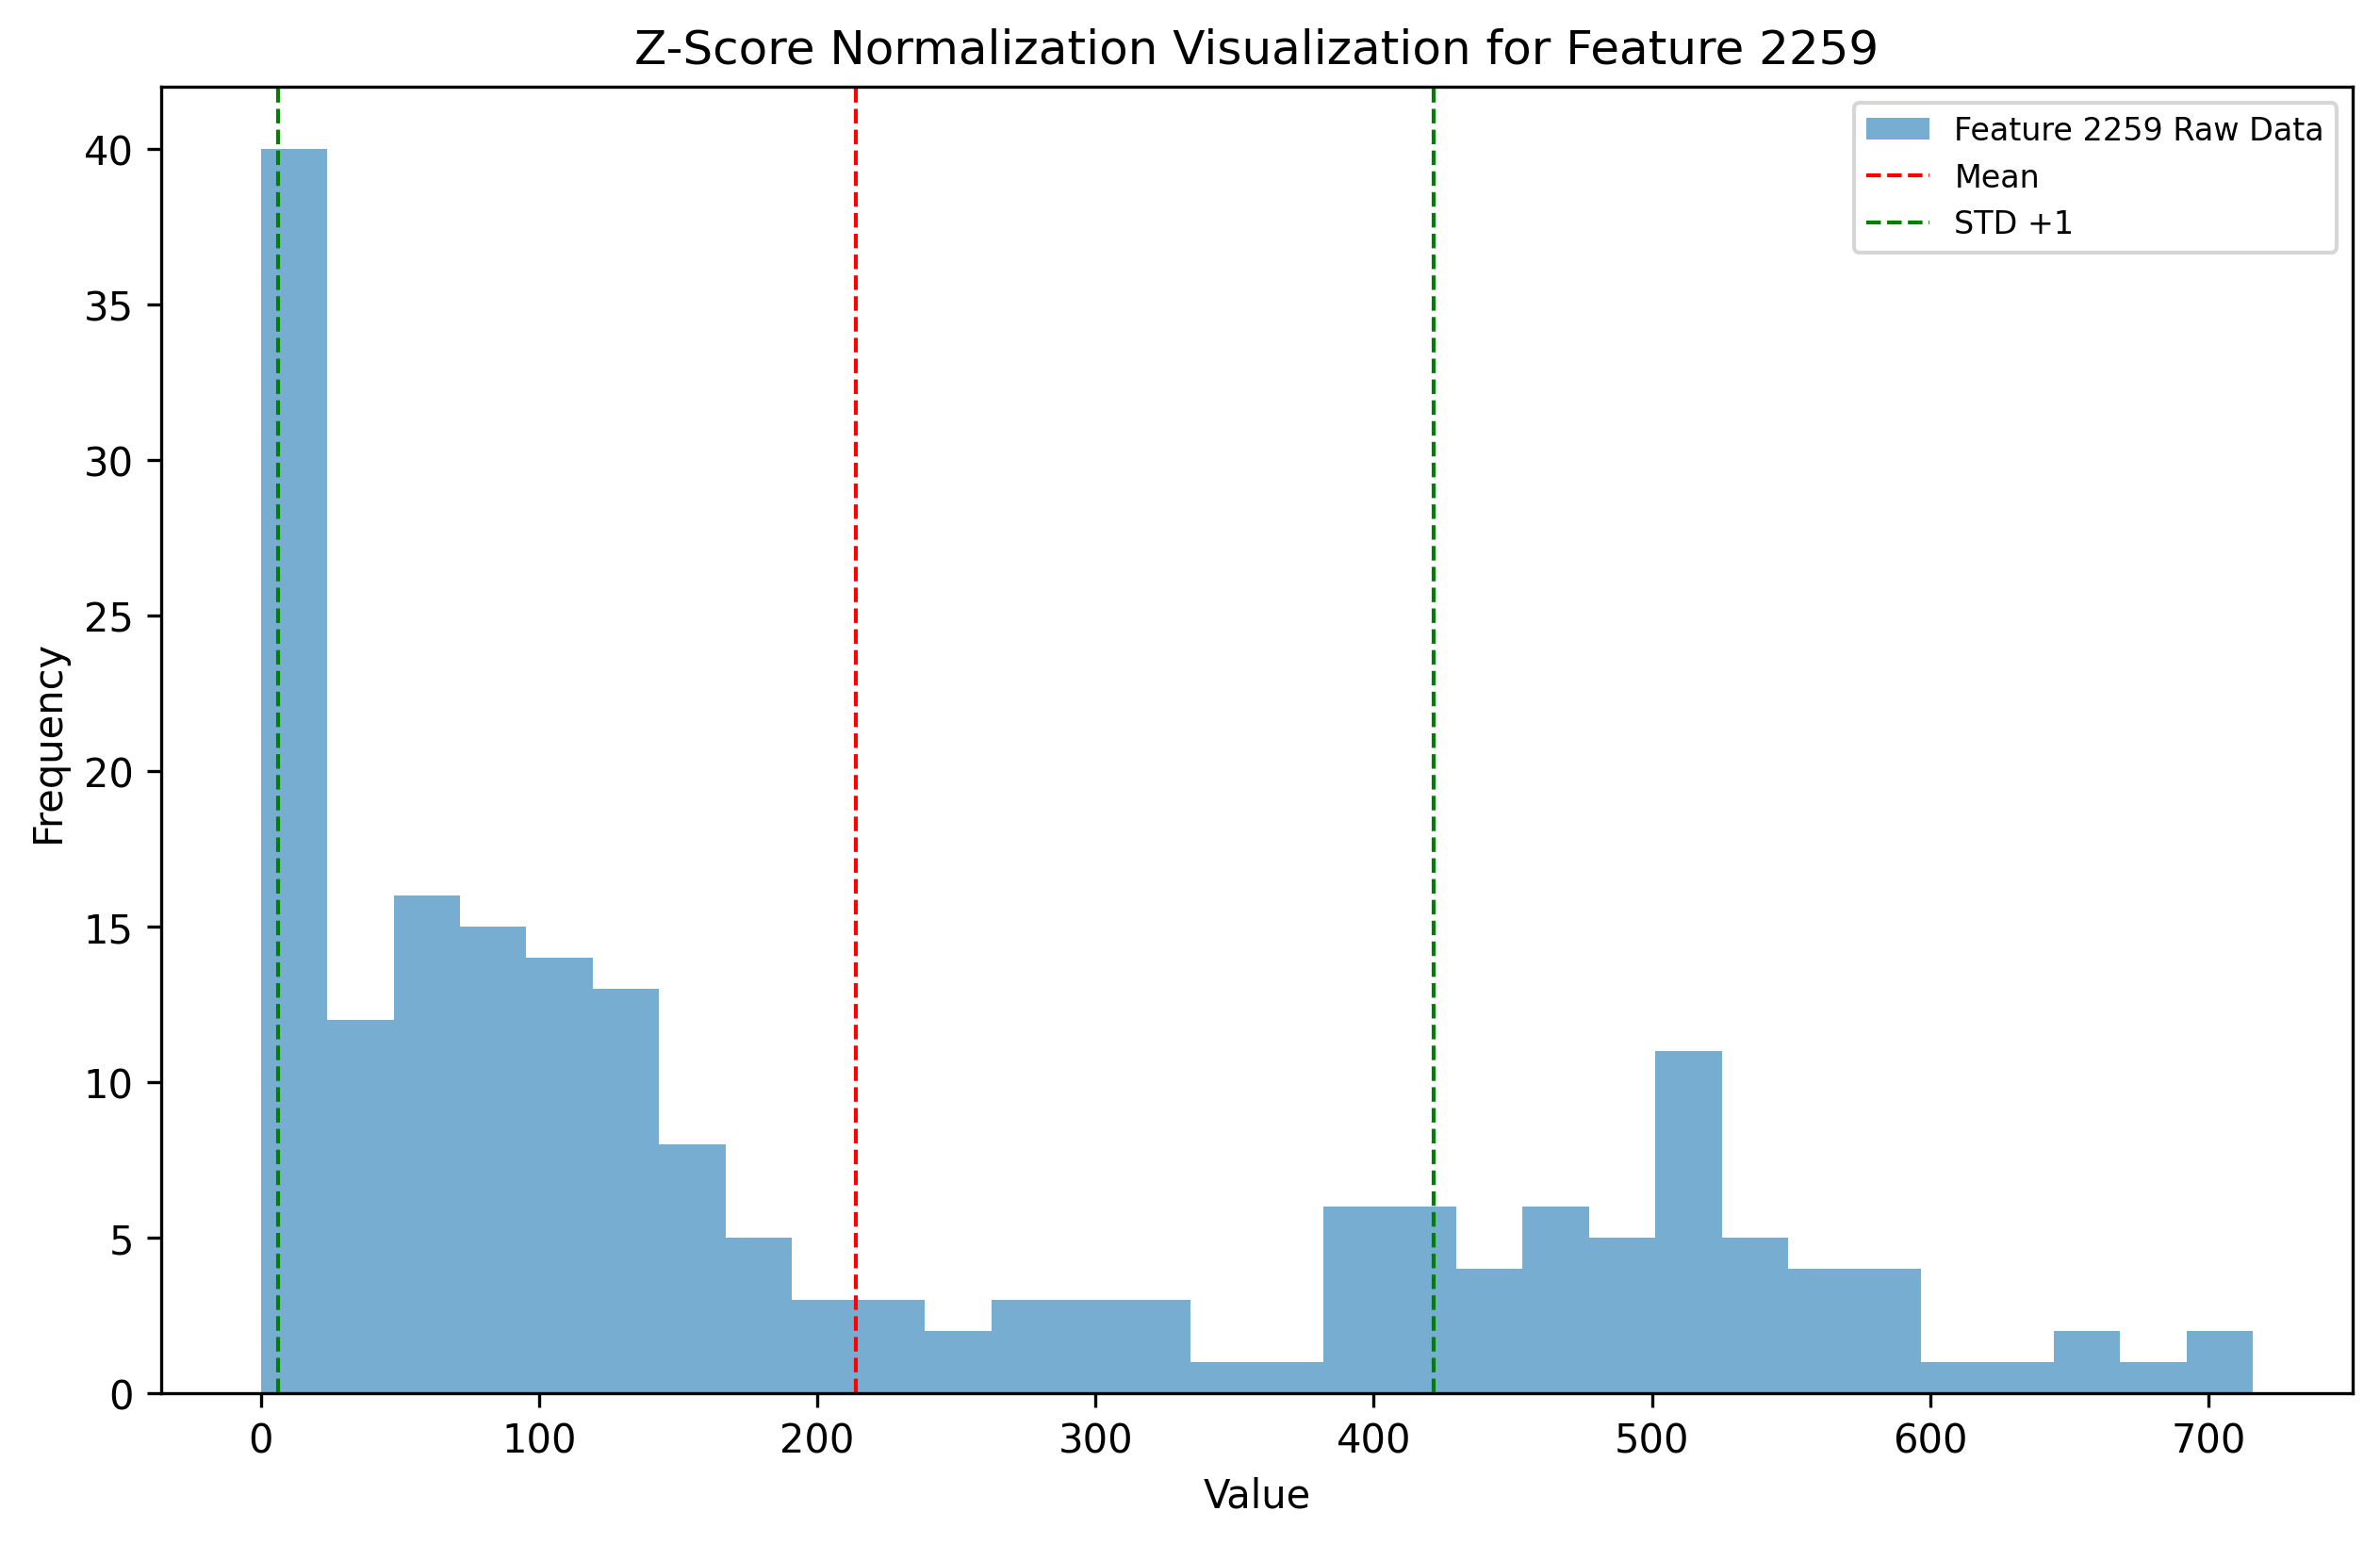 Z-Score Normalization Visualization for Feature 2259
Feature 2259 Raw Data
Mean
STD +1
Frequency
40
35
30
25
20
15
10
5
0
0 100 200 300 400 500 600 700
Value